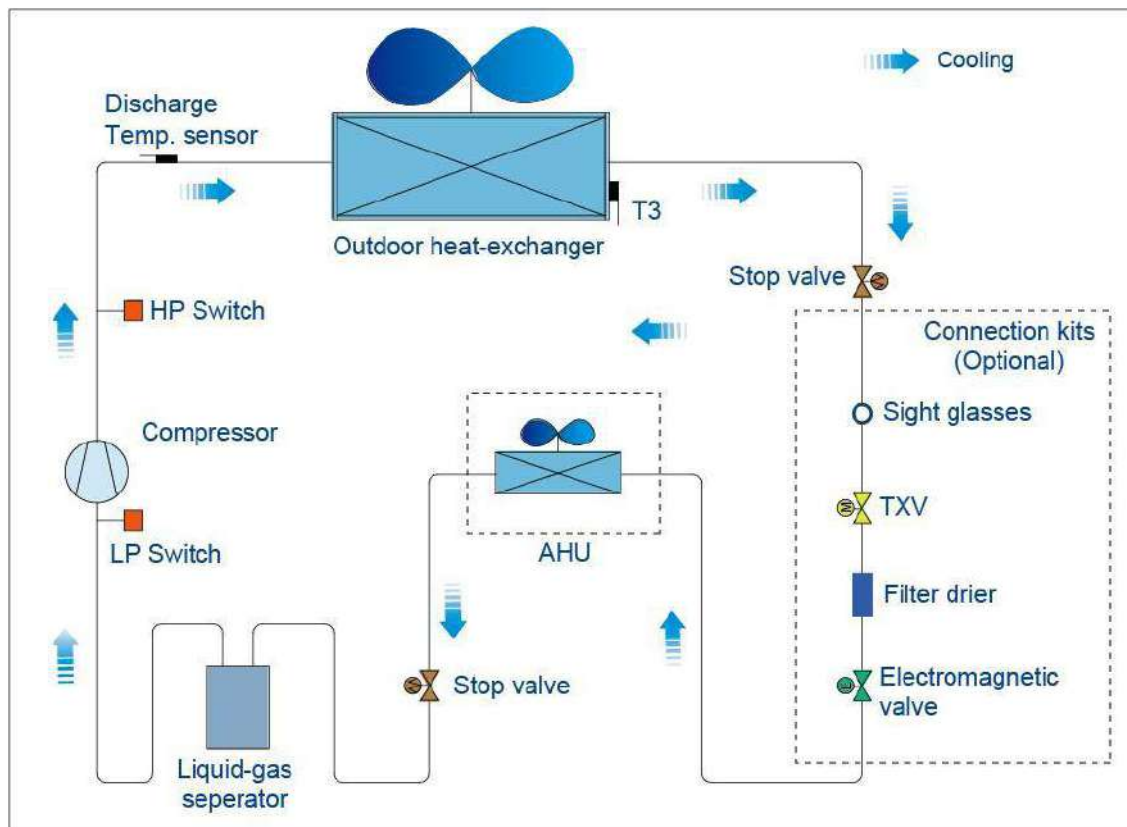 Cooling
Discharge
Temp. sensor
T3
Outdoor heat-exchanger
Stop valve
HP Switch
Connection kits
(Optional)
Sight glasses
Compressor
M
TXV
LP Switch
AHU
Filter drier
Stop valve
E
Electromagnetic
valve
Liquid-gas
seperator